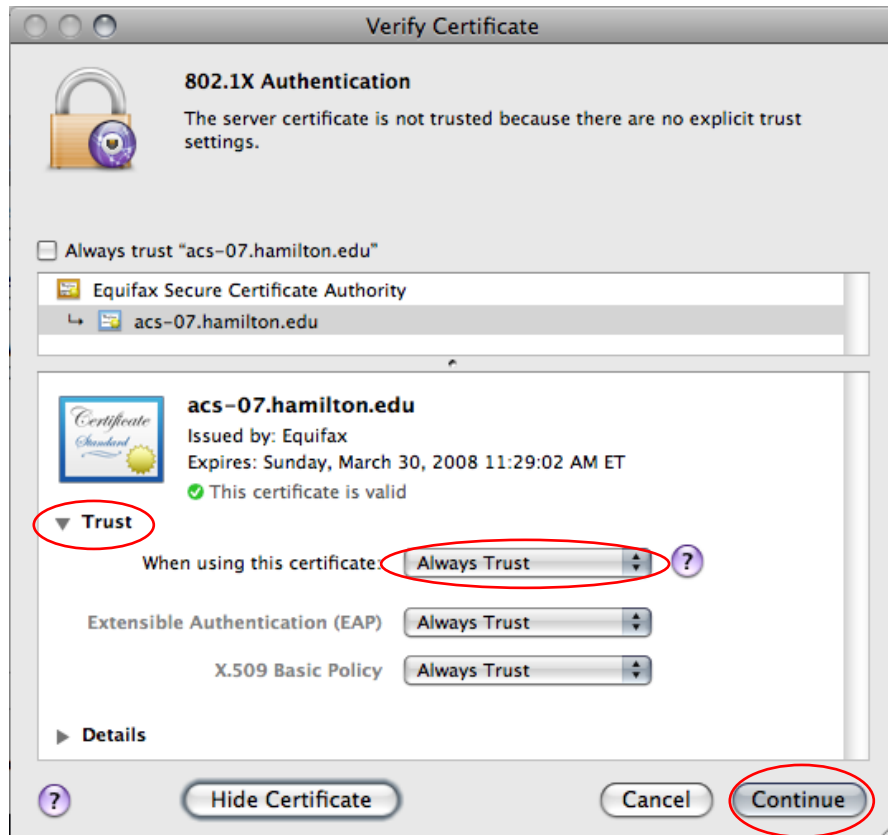 Verify Certificate
802.1X Authentication
The server certificate is not trusted because there are no explicit trust
settings.
Always trust “acs-07.hamilton.edu”
Equifax Secure Certificate Authority
acs-07.hamilton.edu
Certificate
Standard
acs-07.hamilton.edu
Issued by: Equifax
Expires: Sunday, March 30, 2008 11:29:02 AM ET
This certificate is valid
Trust
When using this certificate: Always Trust ?
Extensible Authentication (EAP) Always Trust
X.509 Basic Policy Always Trust
Details
? Hide Certificate Cancel Continue